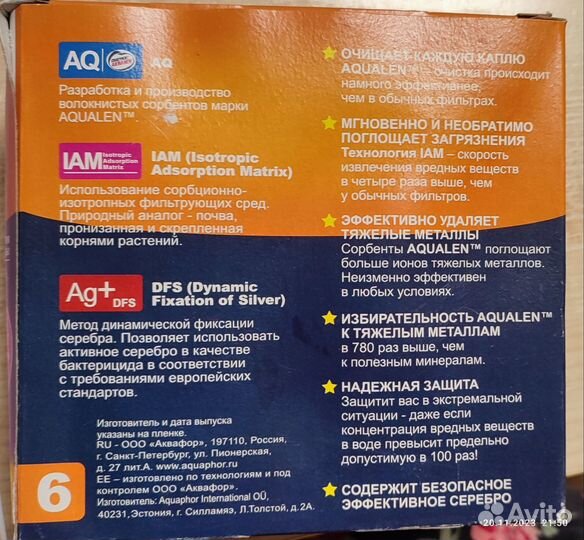 AQ
AQ
Разработка и производство
волокнистых сорбентов марки
AQUALEN™.
IAM Isotropic
Adsorption
Matrix
IAM (Isotropic
Adsorption Matrix)
Использование сорбционно-
изотропных фильтрующих сред.
Природный аналог - почва,
пронизанная и скрепленная
корнями растений.
Ag+ DFS
DFS (Dynamic
Fixation of Silver)
Метод динамической фиксации
серебра. Позволяет использовать
активное серебро в качестве
бактерицида в соответствии
с требованиями европейских
стандартов.
Изготовитель и дата выпуска
указаны на пленке.
RU - ООО «Аквафор», 197110, Россия,
г. Санкт-Петербург, ул. Пионерская,
д. 27 лит.А. www.aquaphor.ru
EE – изготовлено по технологиям и под
контролем ООО «Аквафор».
Изготовитель: Aquaphor International OÜ,
40231,Эстония, г. Силламяэ, Л.Толстой, д.2А.
6
ОЧИЩАЕТ КАЖДУЮ КАПЛЮ
AQUALEN™ – очистка происходит
намного эффективнее,
чем в обычных фильтрах.
МГНОВЕННО И НЕОБРАТИМО
ПОГЛОЩАЕТ ЗАГРЯЗНЕНИЯ
Технология IAM – скорость
извлечения вредных веществ
в четыре раза выше, чем
у обычных фильтров.
ЭФФЕКТИВНО УДАЛЯЕТ
ТЯЖЕЛЫЕ МЕТАЛЛЫ
Сорбенты AQUALEN™ поглощают
больше ионов тяжелых металлов.
Неизменно эффективен
в любых условиях.
ИЗБИРАТЕЛЬНОСТЬ AQUALEN™
К ТЯЖЕЛЫМ МЕТАЛЛАМ
в 780 раз выше, чем
к полезным минералам.
НАДЕЖНАЯ ЗАЩИТА
Защитит вас в экстремальной
ситуации - даже если
концентрация вредных веществ
в воде превысит предельно
допустимую в 100 раз!
СОДЕРЖИТ БЕЗОПАСНОЕ
ЭФФЕКТИВНОЕ СЕРЕБРО
Avito
20.11.2023 21:50